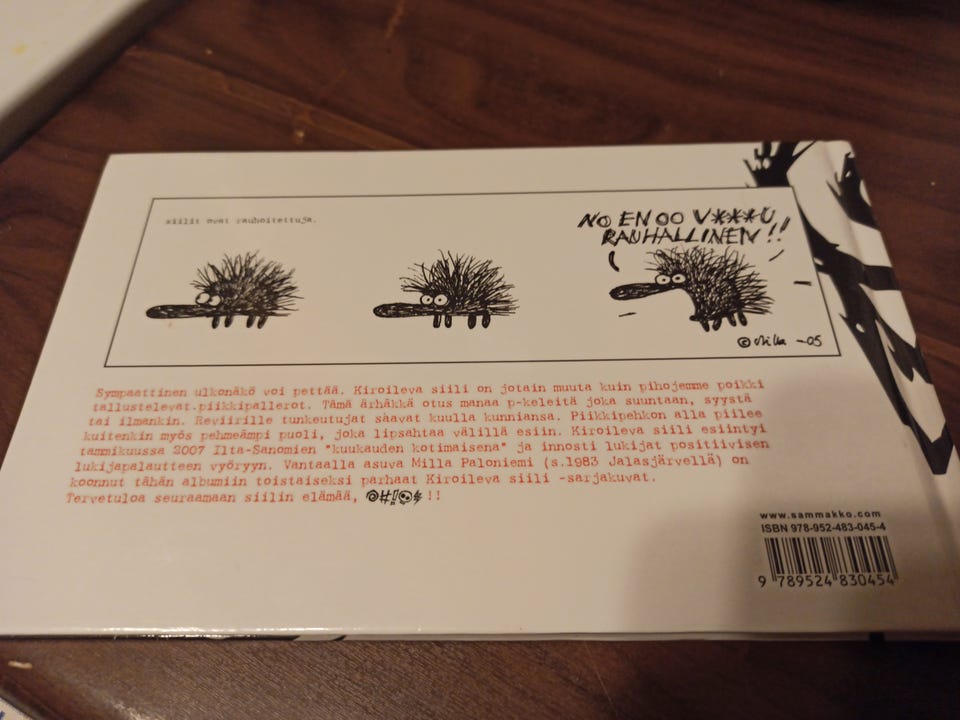 siilit ovat rauhoitettuja.
NO EN OO V***U
RAUHALLINEN!!
© Milla -05
Sympaattinen ulkonäkö voi pettää. Kiroileva siili on jotain muuta kuin pihojemme poikki
tallustelevat piikkipallerot. Tämä ärhäkkä otus manaa p-keleitä joka suuntaan, syystä
tai ilmankin. Reviirille tunkeutujat saavat kuulla kunniansa. Piikkipehkon alla piilee
kuitenkin myös pehmeämpi puoli, joka lipsahtaa välillä esiin. Kiroileva siili esiintyi
tammikuussa 2007 Ilta-Sanomien "kuukauden kotimaisena" ja innosti lukijat positiivisen
lukijapalautteen vyöryyn. Vantaalla asuva Milla Paloniemi (s.1983 Jalasjärvellä) on
koonnut tähän albumiin toistaiseksi parhaat Kiroileva siili -sarjakuvat.
Tervetuloa seuraamaan siilin elämää, @#!💀⚡!!
www.sammakko.com
ISBN 978-952-483-045-4
9 789524 830454